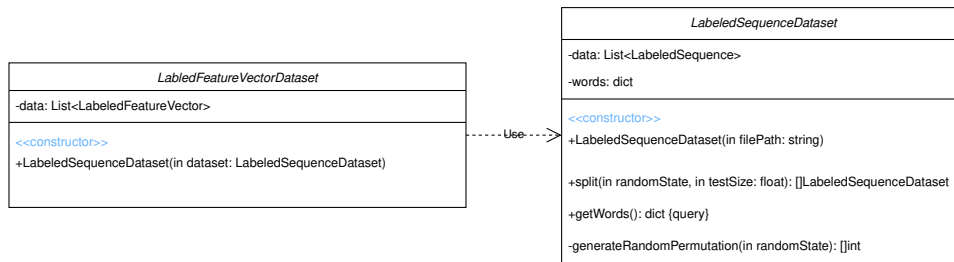 LabledFeatureVectorDataset
-data: List<LabeledFeatureVector>
<<constructor>>
+LabeledSequenceDataset(in dataset: LabeledSequenceDataset)
Use
LabeledSequenceDataset
-data: List<LabeledSequence>
-words: dict
<<constructor>>
+LabeledSequenceDataset(in filePath: string)
+split(in randomState, in testSize: float): []LabeledSequenceDataset
+getWords(): dict {query}
-generateRandomPermutation(in randomState): []int